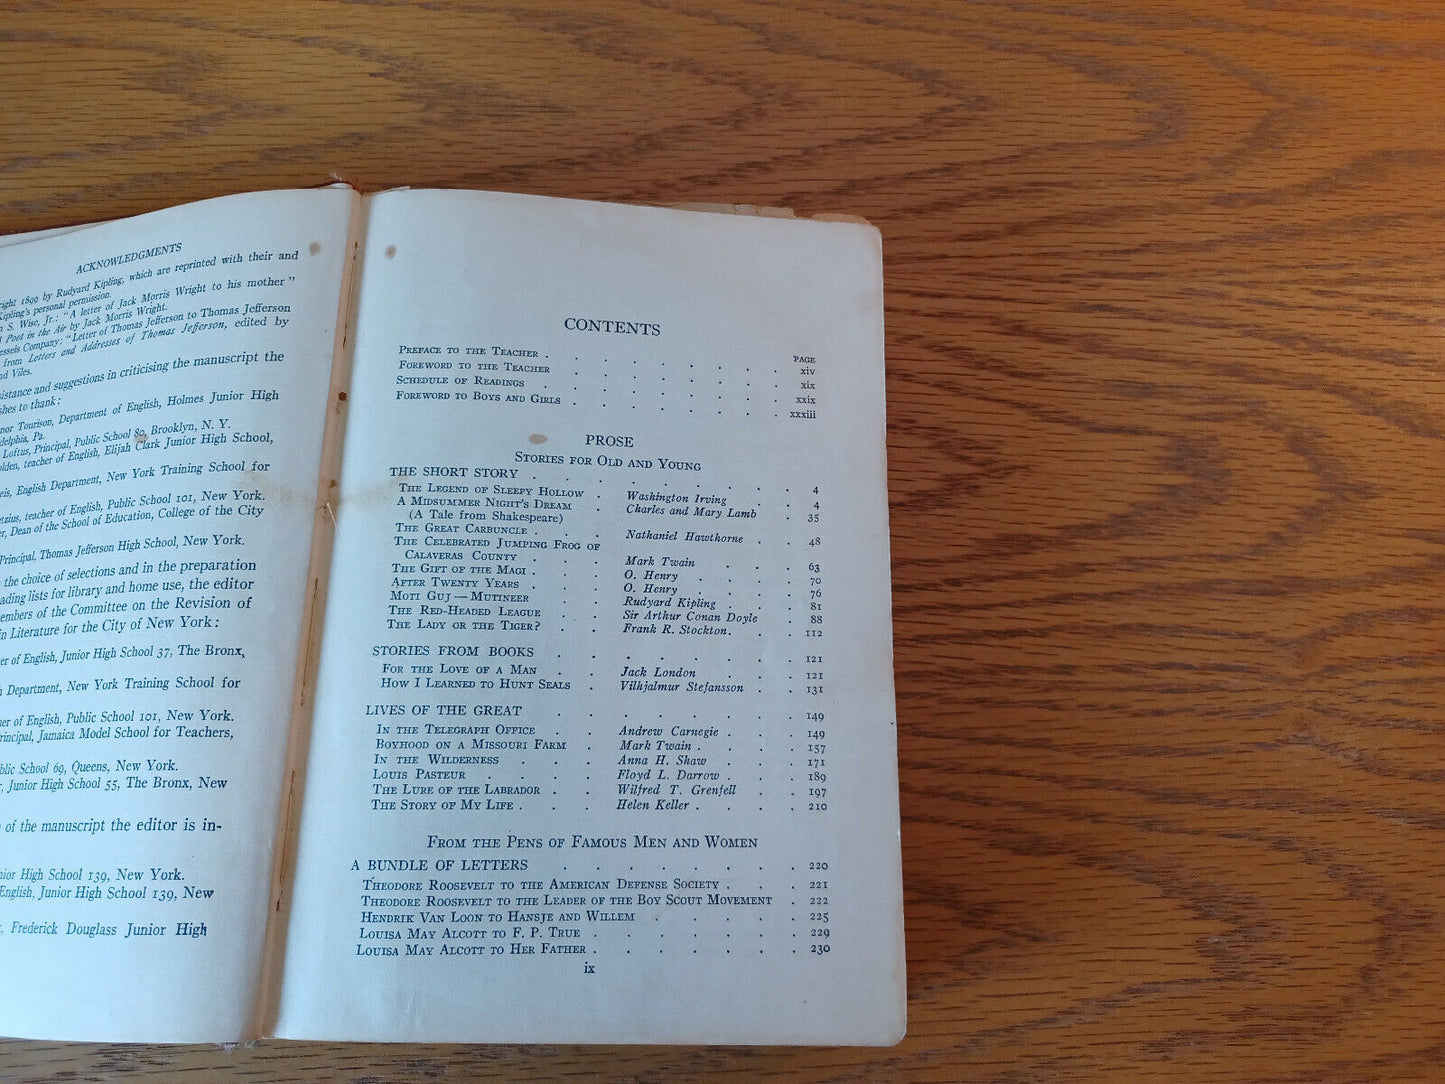 ACKNOWLEDGMENTS
right 1899 by Rudyard Kipling, which are reprinted with their and
Kipling's personal permission.
S. Wise, Jr.: "A letter of Jack Morris Wright to his mother"
Poet in the Air by Jack Morris Wright.
Company: "Letter of Thomas Jefferson to Thomas Jefferson
from Letters and Addresses of Thomas Jefferson, edited by
nd Viles.
sistance and suggestions in criticising the manuscript the
shes to thank:
nor Tourison, Department of English, Holmes Junior High
delphia, Pa.
Loftus, Principal, Public School 80, Brooklyn, N. Y.
olden, teacher of English, Elijah Clark Junior High School,
eis, English Department, New York Training School for
teacher of English, Public School 101, New York.
er, Dean of the School of Education, College of the City
Principal, Thomas Jefferson High School, New York.
the choice of selections and in the preparation
ading lists for library and home use, the editor
embers of the Committee on the Revision of
in Literature for the City of New York:
er of English, Junior High School 37, The Bronx,
Department, New York Training School for
er of English, Public School 101, New York.
rincipal, Jamaica Model School for Teachers,
blic School 69, Queens, New York.
Junior High School 55, The Bronx, New
of the manuscript the editor is in-
nior High School 139, New York.
English, Junior High School 139, New
Frederick Douglass Junior High
CONTENTS
PAGE
PREFACE TO THE TEACHER . . . . . . . . xiv
FOREWORD TO THE TEACHER . . . . . . . xix
SCHEDULE OF READINGS . . . . . . . . xxix
FOREWORD TO BOYS AND GIRLS . . . . . . . xxxiii
PROSE
STORIES FOR OLD AND YOUNG
THE SHORT STORY . . . . . . . . . 4
THE LEGEND OF SLEEPY HOLLOW . Washington Irving . . 4
A MIDSUMMER NIGHT'S DREAM . Charles and Mary Lamb . 35
(A Tale from Shakespeare)
THE GREAT CARBUNCLE . . . Nathaniel Hawthorne . . 48
THE CELEBRATED JUMPING FROG OF
CALAVERAS COUNTY . . . Mark Twain . . . 63
THE GIFT OF THE MAGI . . . O. Henry . . . 70
AFTER TWENTY YEARS . . . O. Henry . . . 76
MOTI GUJ — MUTINEER . . Rudyard Kipling . . . 81
THE RED-HEADED LEAGUE . . Sir Arthur Conan Doyle . 88
THE LADY OR THE TIGER? . . Frank R. Stockton . . . 112
STORIES FROM BOOKS . . . . . . . . 121
FOR THE LOVE OF A MAN . . Jack London . . . 121
HOW I LEARNED TO HUNT SEALS . Vilhjalmur Stefansson . . 131
LIVES OF THE GREAT . . . . . . . . 149
IN THE TELEGRAPH OFFICE . . Andrew Carnegie . . . 149
BOYHOOD ON A MISSOURI FARM . Mark Twain . . . . 157
IN THE WILDERNESS . . . Anna H. Shaw . . . 171
LOUIS PASTEUR . . . . Floyd L. Darrow . . . 189
THE LURE OF THE LABRADOR . . Wilfred T. Grenfell . . 197
THE STORY OF MY LIFE . . . Helen Keller . . . . 210
FROM THE PENS OF FAMOUS MEN AND WOMEN
A BUNDLE OF LETTERS . . . . . . . . 220
THEODORE ROOSEVELT TO THE AMERICAN DEFENSE SOCIETY . . . 221
THEODORE ROOSEVELT TO THE LEADER OF THE BOY SCOUT MOVEMENT . 222
HENDRIK VAN LOON TO HANSJE AND WILLEM . . . . . 225
LOUISA MAY ALCOTT TO F. P. TRUE . . . . . . 229
LOUISA MAY ALCOTT TO HER FATHER . . . . . . 230
ix